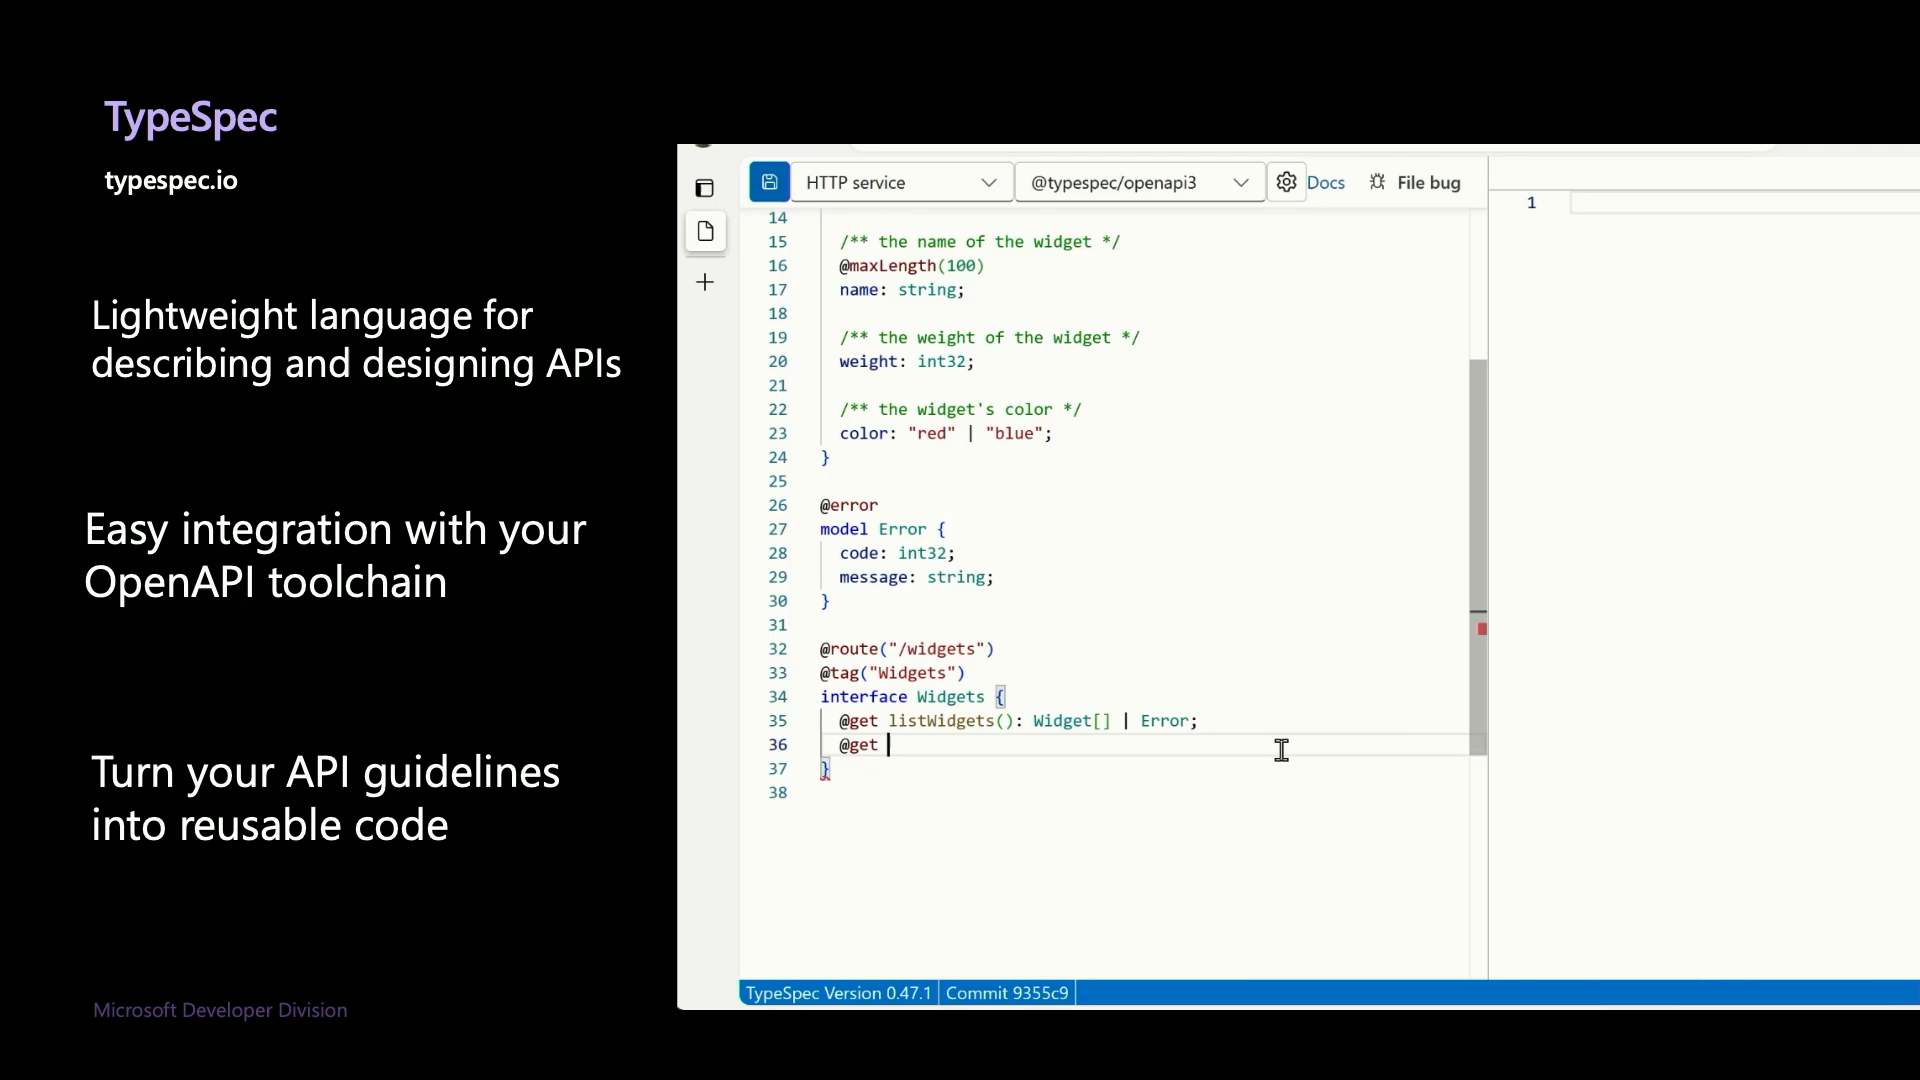 TypeSpec
typespec.io
Lightweight language for
describing and designing APIs
Easy integration with your
OpenAPI toolchain
Turn your API guidelines
into reusable code
Microsoft Developer Division
HTTP service
@typespec/openapi3
Docs
File bug
14
15 /** the name of the widget */
16 @maxLength(100)
17 name: string;
18
19 /** the weight of the widget */
20 weight: int32;
21
22 /** the widget's color */
23 color: "red" | "blue";
24 }
25
26 @error
27 model Error {
28 code: int32;
29 message: string;
30 }
31
32 @route("/widgets")
33 @tag("Widgets")
34 interface Widgets {
35 @get listWidgets(): Widget[] | Error;
36 @get
37 }
38
1
TypeSpec Version 0.47.1
Commit 9355c9